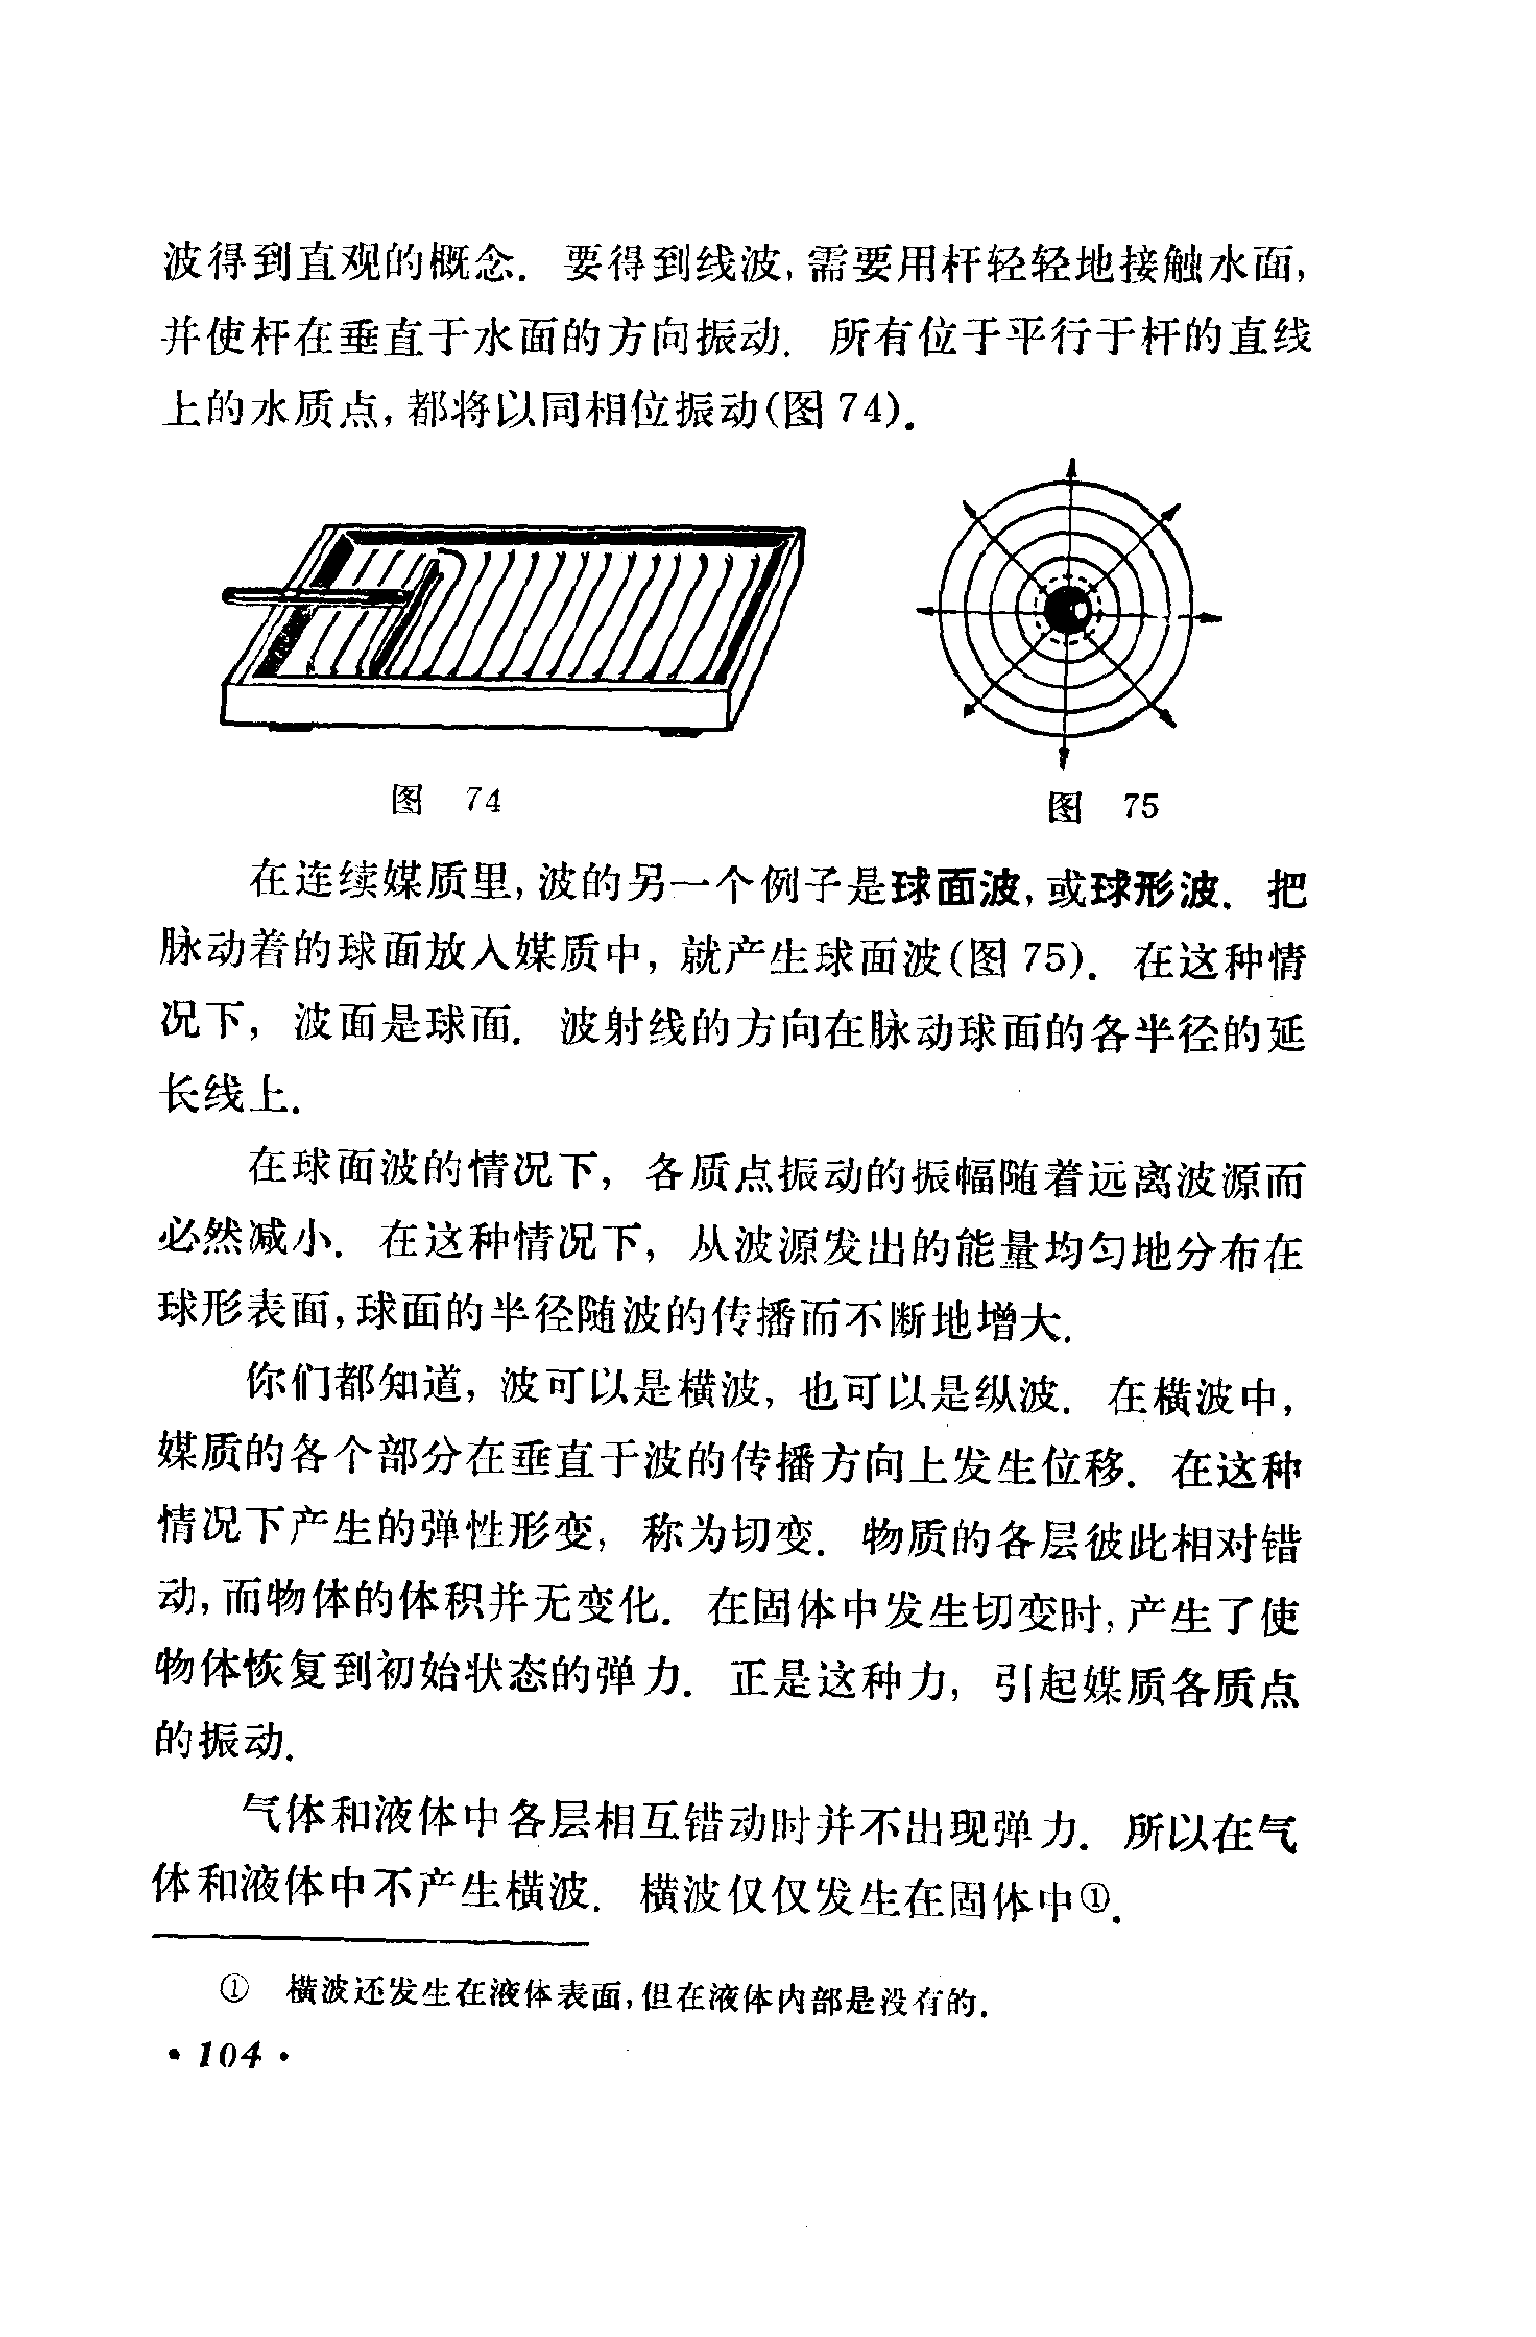 波得到直观的概念．要得到线波，需要用杆轻轻地接触水面，
并使杆在垂直于水面的方向振动．所有位于平行于杆的直线
上的水质点，都将以同相位振动(图 74)．
图 74
图 75
在连续媒质里，波的另一个例子是球面波，或球形波．把
脉动着的球面放入媒质中，就产生球面波(图 75)．在这种情
况下，波面是球面．波射线的方向在脉动球面的各半径的延
长线上．
在球面波的情况下，各质点振动的振幅随着远离波源而
必然减小．在这种情况下，从波源发出的能量均匀地分布在
球形表面，球面的半径随波的传播而不断地增大．
你们都知道，波可以是横波，也可以是纵波．在横波中，
媒质的各个部分在垂直于波的传播方向上发生位移．在这种
情况下产生的弹性形变，称为切变．物质的各层彼此相对错
动，而物体的体积并无变化．在固体中发生切变时，产生了使
物体恢复到初始状态的弹力．正是这种力，引起媒质各质点
的振动．
气体和液体中各层相互错动时并不出现弹力．所以在气
体和液体中不产生横波．横波仅仅发生在固体中①．
① 横波还发生在液体表面，但在液体内部是没有的．
·104·